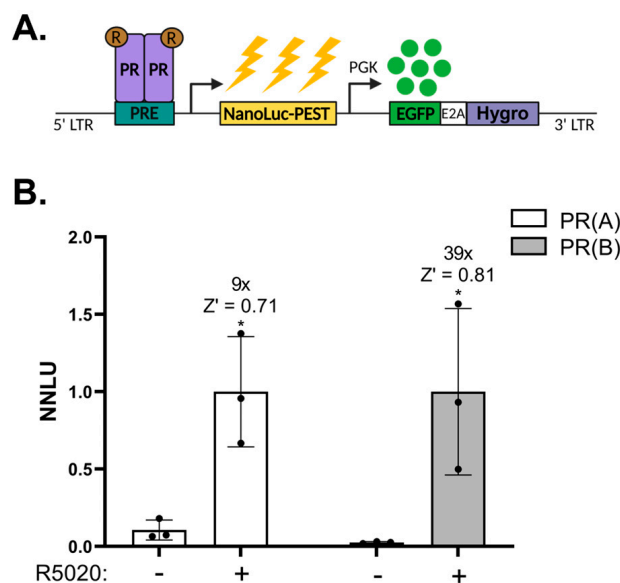 A.
R R
PR PR
PRE
5' LTR
NanoLuc-PEST
PGK
EGFP E2A Hygro
3' LTR
B.
PR(A)
PR(B)
NNLU
2.0
1.5
1.0
0.5
0.0
9x
Z' = 0.71
*
39x
Z' = 0.81
*
R5020: - + - +